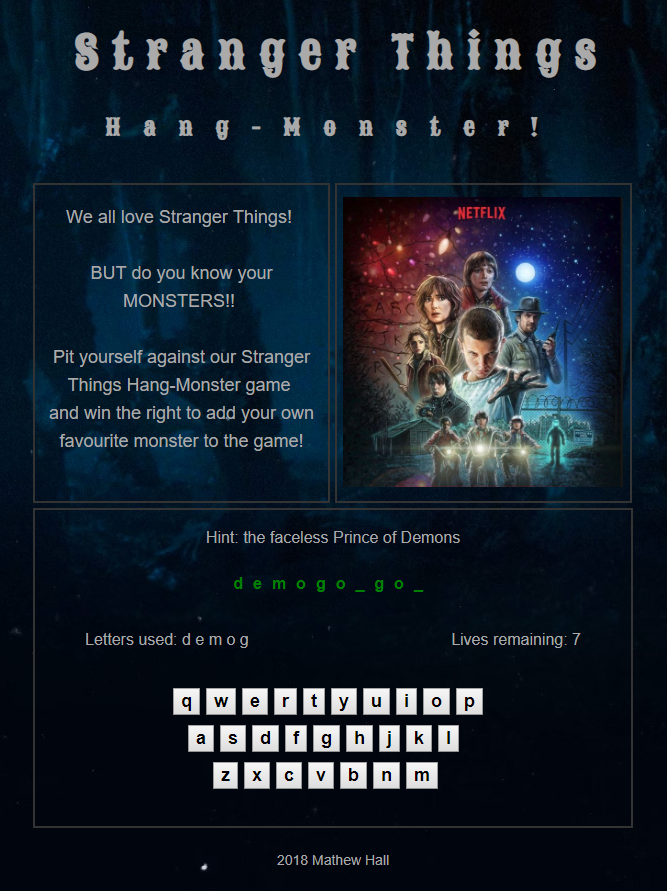 Stranger Things
Hang-Monster!
We all love Stranger Things!
BUT do you know your
MONSTERS!!
Pit yourself against our Stranger
Things Hang-Monster game
and win the right to add your own
favourite monster to the game!
NETFLIX
Hint: the faceless Prince of Demons
d e m o g o _ g o _
Letters used: d e m o g
Lives remaining: 7
q w e r t y u i o p
a s d f g h j k l
z x c v b n m
2018 Mathew Hall